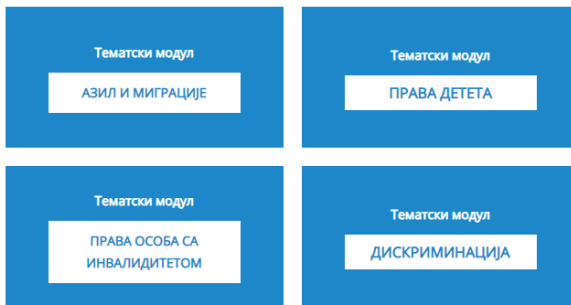 Тематски модул
АЗИЛ И МИГРАЦИЈЕ
Тематски модул
ПРАВА ДЕТЕТА
Тематски модул
ПРАВА ОСОБА СА
ИНВАЛИДИТЕТОМ
Тематски модул
ДИСКРИМИНАЦИЈА